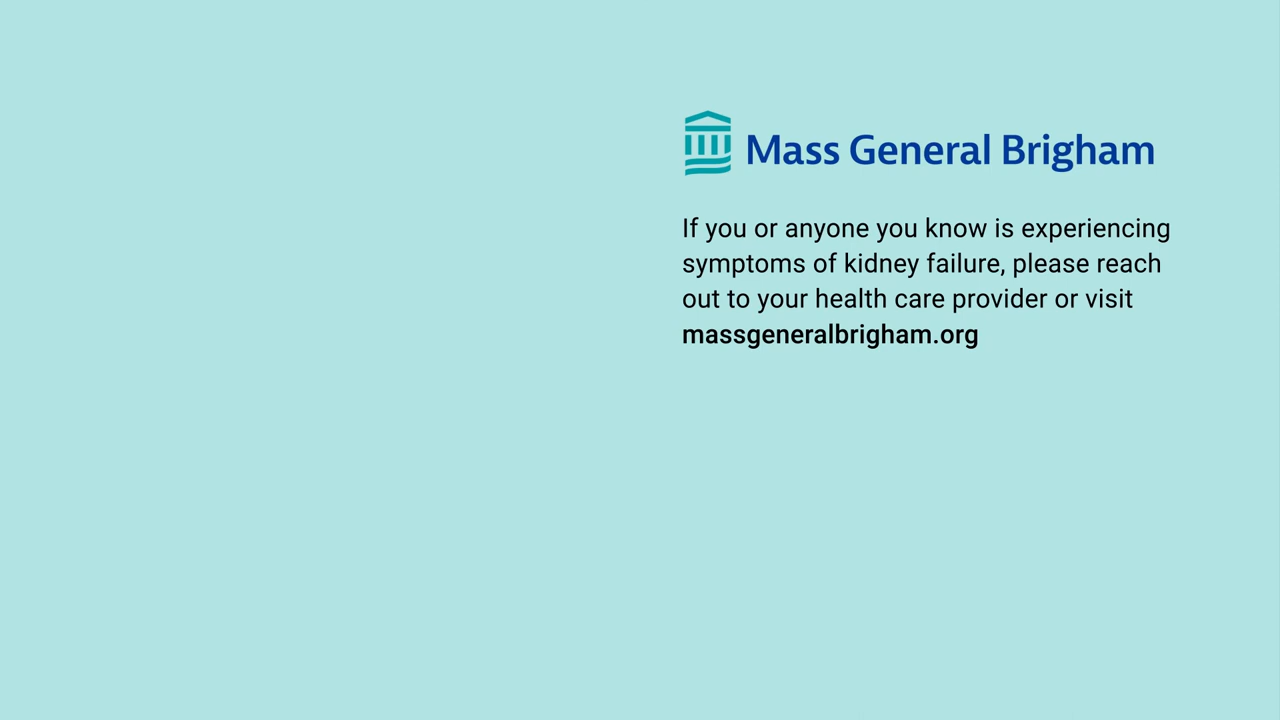 Mass General Brigham
If you or anyone you know is experiencing
symptoms of kidney failure, please reach
out to your health care provider or visit
massgeneralbrigham.org